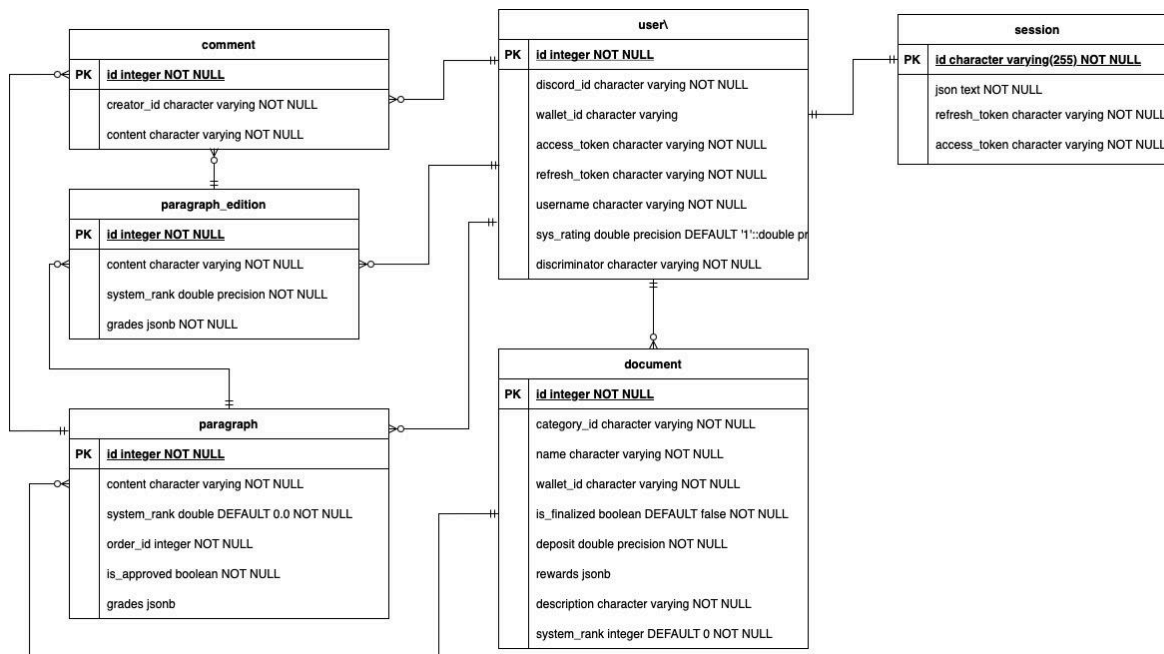 comment
PK id integer NOT NULL
creator_id character varying NOT NULL
content character varying NOT NULL
paragraph_edition
PK id integer NOT NULL
content character varying NOT NULL
system_rank double precision NOT NULL
grades jsonb NOT NULL
paragraph
PK id integer NOT NULL
content character varying NOT NULL
system_rank double DEFAULT 0.0 NOT NULL
order_id integer NOT NULL
is_approved boolean NOT NULL
grades jsonb
user\
PK id integer NOT NULL
discord_id character varying NOT NULL
wallet_id character varying
access_token character varying NOT NULL
refresh_token character varying NOT NULL
username character varying NOT NULL
sys_rating double precision DEFAULT '1'::double pr
discriminator character varying NOT NULL
document
PK id integer NOT NULL
category_id character varying NOT NULL
name character varying NOT NULL
wallet_id character varying NOT NULL
is_finalized boolean DEFAULT false NOT NULL
deposit double precision NOT NULL
rewards jsonb
description character varying NOT NULL
system_rank integer DEFAULT 0 NOT NULL
session
PK id character varying(255) NOT NULL
json text NOT NULL
refresh_token character varying NOT NULL
access_token character varying NOT NULL